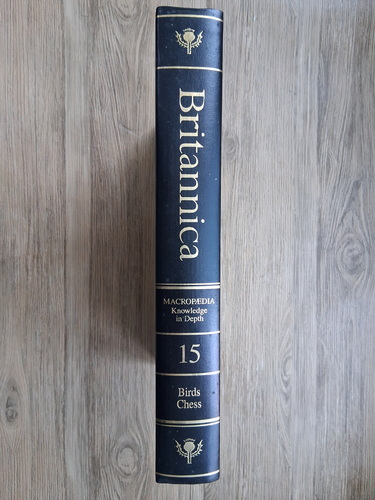 Britannica
MACROPÆDIA
Knowledge
in Depth
15
Birds
Chess